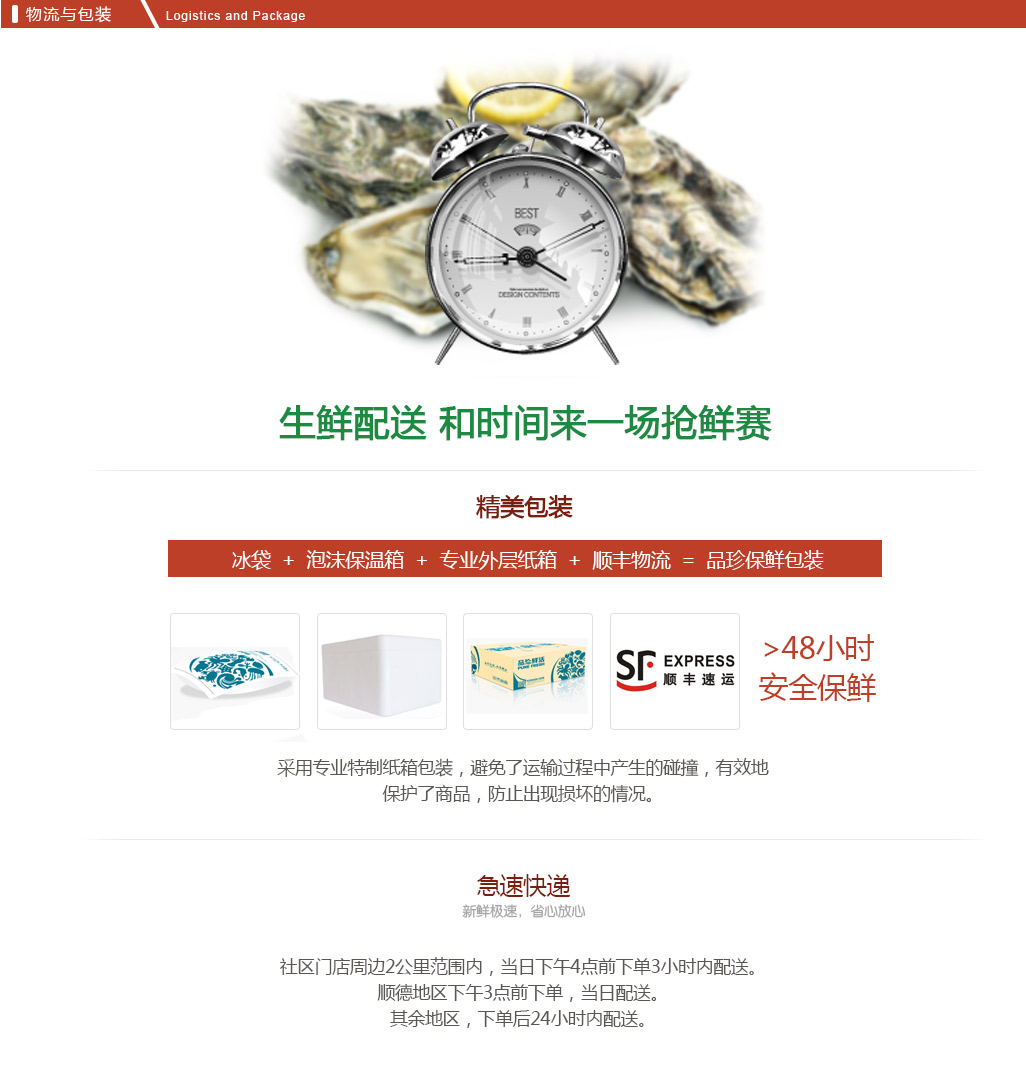 物流与包装
Logistics and Package
BEST
DESIGN CONTENTS
生鲜配送 和时间来一场抢鲜赛
精美包装
冰袋 + 泡沫保温箱 + 专业外层纸箱 + 顺丰物流 = 品珍保鲜包装
品珍鲜活
PURE FRESH
SF EXPRESS
顺丰速运
>48小时
安全保鲜
采用专业特制纸箱包装，避免了运输过程中产生的碰撞，有效地
保护了商品，防止出现损坏的情况。
急速快递
新鲜极速，省心放心
社区门店周边2公里范围内，当日下午4点前下单3小时内配送。
顺德地区下午3点前下单，当日配送。
其余地区，下单后24小时内配送。